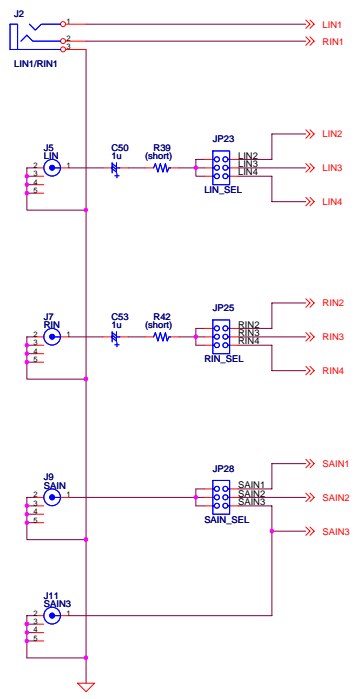 J2
LIN1
1
2
RIN1
3
LIN1/RIN1
J5
LIN
C50
1u
R39
(short)
JP23
LIN2
LIN2
2
1
LIN3
LIN3
3
LIN4
4
5
LIN_SEL
LIN4
J7
RIN
C53
1u
R42
(short)
JP25
RIN2
RIN2
2
1
RIN3
RIN3
3
RIN4
4
5
RIN_SEL
RIN4
J9
SAIN
JP28
SAIN1
SAIN1
2
1
SAIN2
SAIN2
3
SAIN3
4
5
SAIN_SEL
SAIN3
J11
SAIN3
2
1
3
4
5